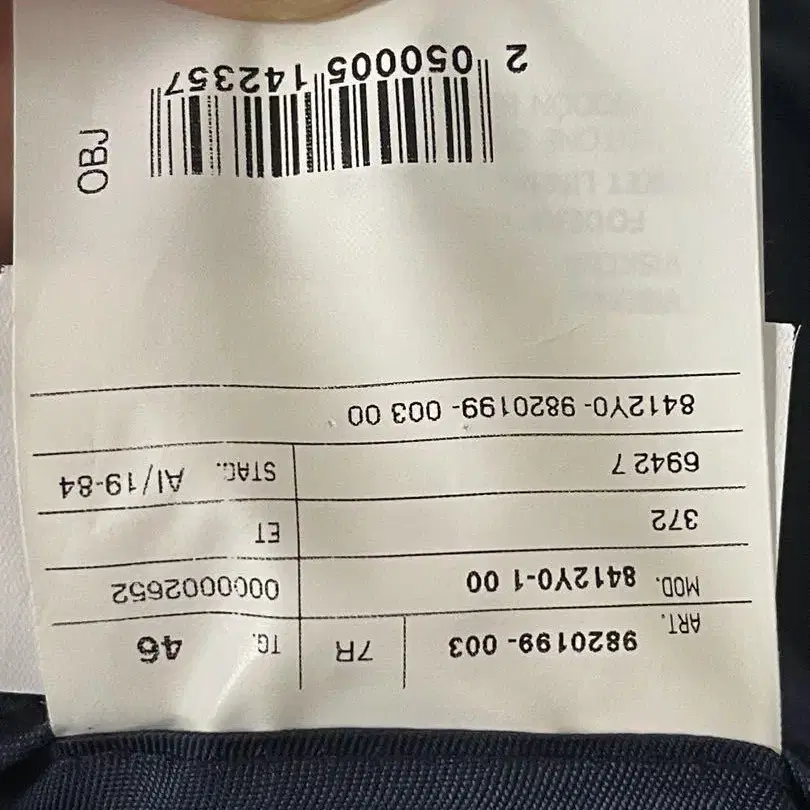 ART. 9820199- 003 7R TG. 46
MOD. 8412Y0-1 00 0000002652
372 ET
6942 7 STAG. AI/19-84
8412Y0- 9820199- 003 00
OBJ
2 050005 142357